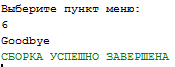 Выберите пункт меню:
6
Goodbye
СБОРКА УСПЕШНО ЗАВЕРШЕНА